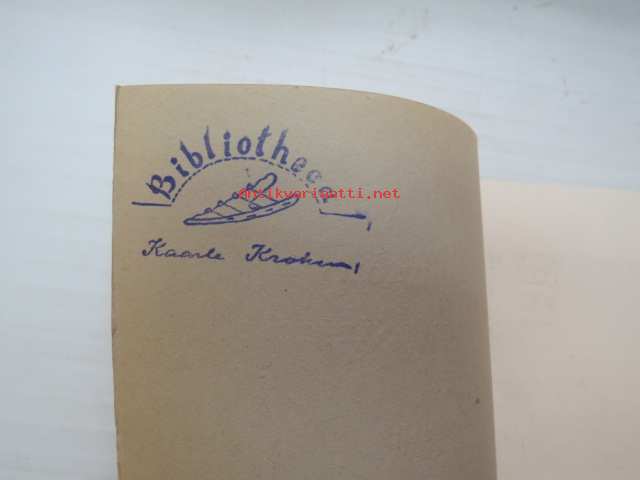 Bibliotheca
antikvariaatti.net
Kaarle Krohn